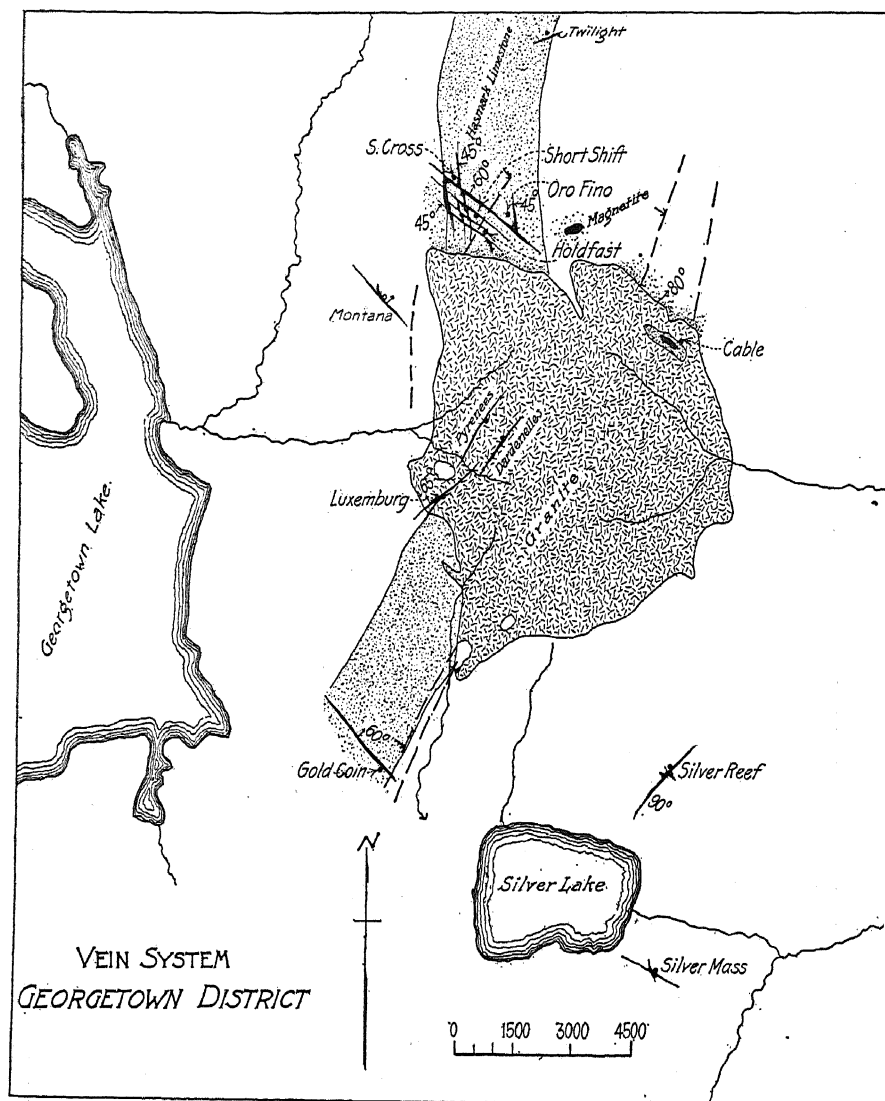 Twilight
Hasmark Limestone
S. Cross
45°
60°
Short Shift
Oro Fino
45°
Magnetite
45°
Holdfast
80°
Montana
Cable
Pyrenees
Dardenelles
Luxemburg
Granite
Georgetown Lake.
60°
Gold Coin
Silver Reef
90°
N
Silver Lake
Silver Mass
VEIN SYSTEM
GEORGETOWN DISTRICT
0 1500 3000 4500